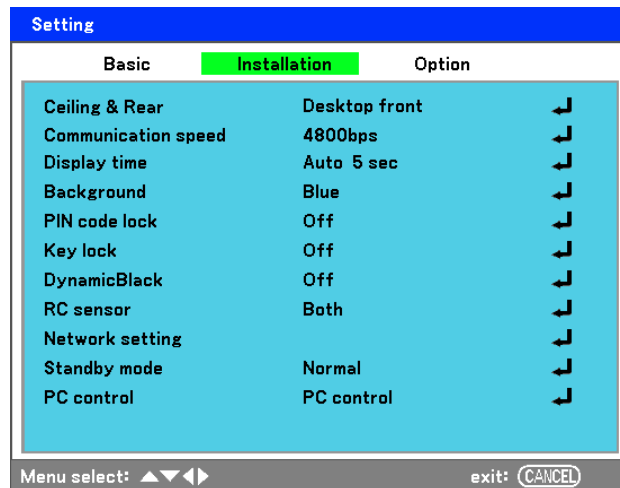 Setting
Basic Installation Option
Ceiling & Rear Desktop front
Communication speed 4800bps
Display time Auto 5 sec
Background Blue
PIN code lock Off
Key lock Off
DynamicBlack Off
RC sensor Both
Network setting
Standby mode Normal
PC control PC control
Menu select: ▲▼◀▶ exit: CANCEL